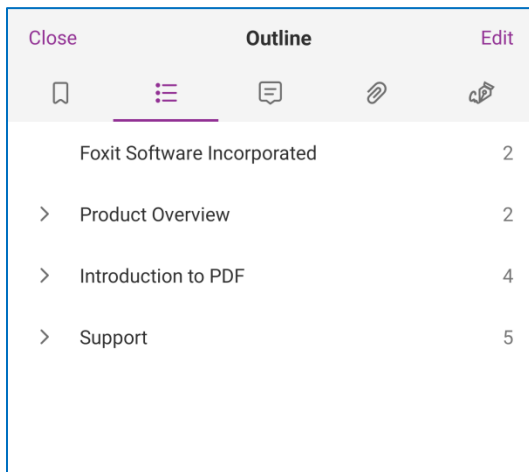 Close Outline Edit
Foxit Software Incorporated 2
Product Overview 2
Introduction to PDF 4
Support 5